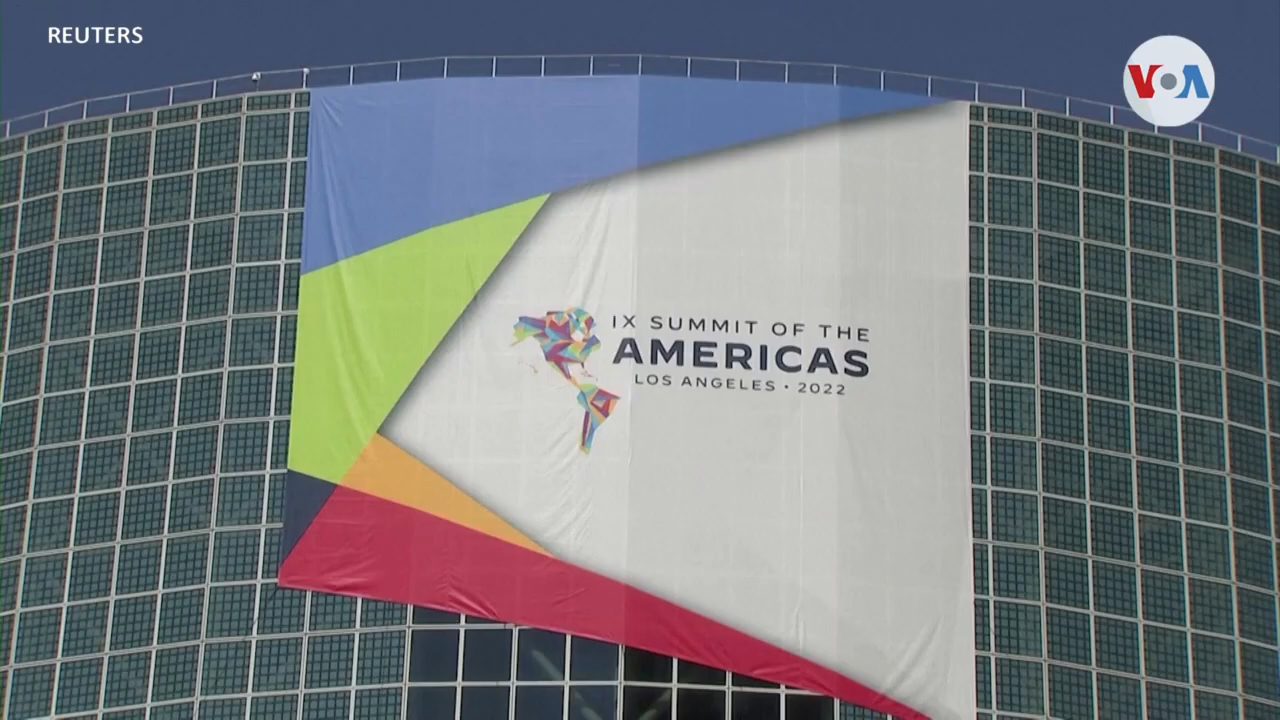 REUTERS
VOA
IX SUMMIT OF THE
AMERICAS
LOS ANGELES • 2022